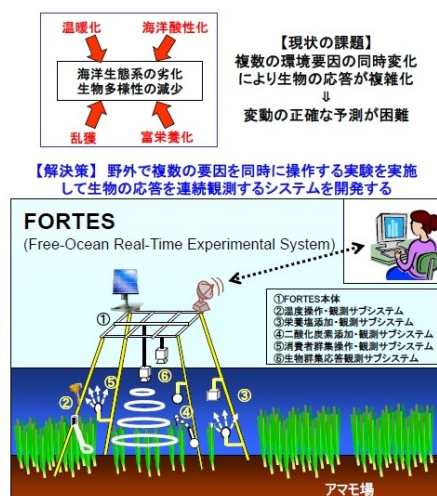 温暖化
海洋酸性化
海洋生態系の劣化
生物多様性の減少
乱獲
富栄養化
【現状の課題】
複数の環境要因の同時変化
により生物の応答が複雑化
⇓
変動の正確な予測が困難
【解決策】 野外で複数の要因を同時に操作する実験を実施
して生物の応答を連続観測するシステムを開発する
FORTES
(Free-Ocean Real-Time Experimental System)
①FORTES本体
②温度操作・観測サブシステム
③栄養塩添加・観測サブシステム
④二酸化炭素添加・観測サブシステム
⑤消費者群集操作・観測サブシステム
⑥生物群集応答観測サブシステム
①
⑥
⑤
②
③
④
アマモ場